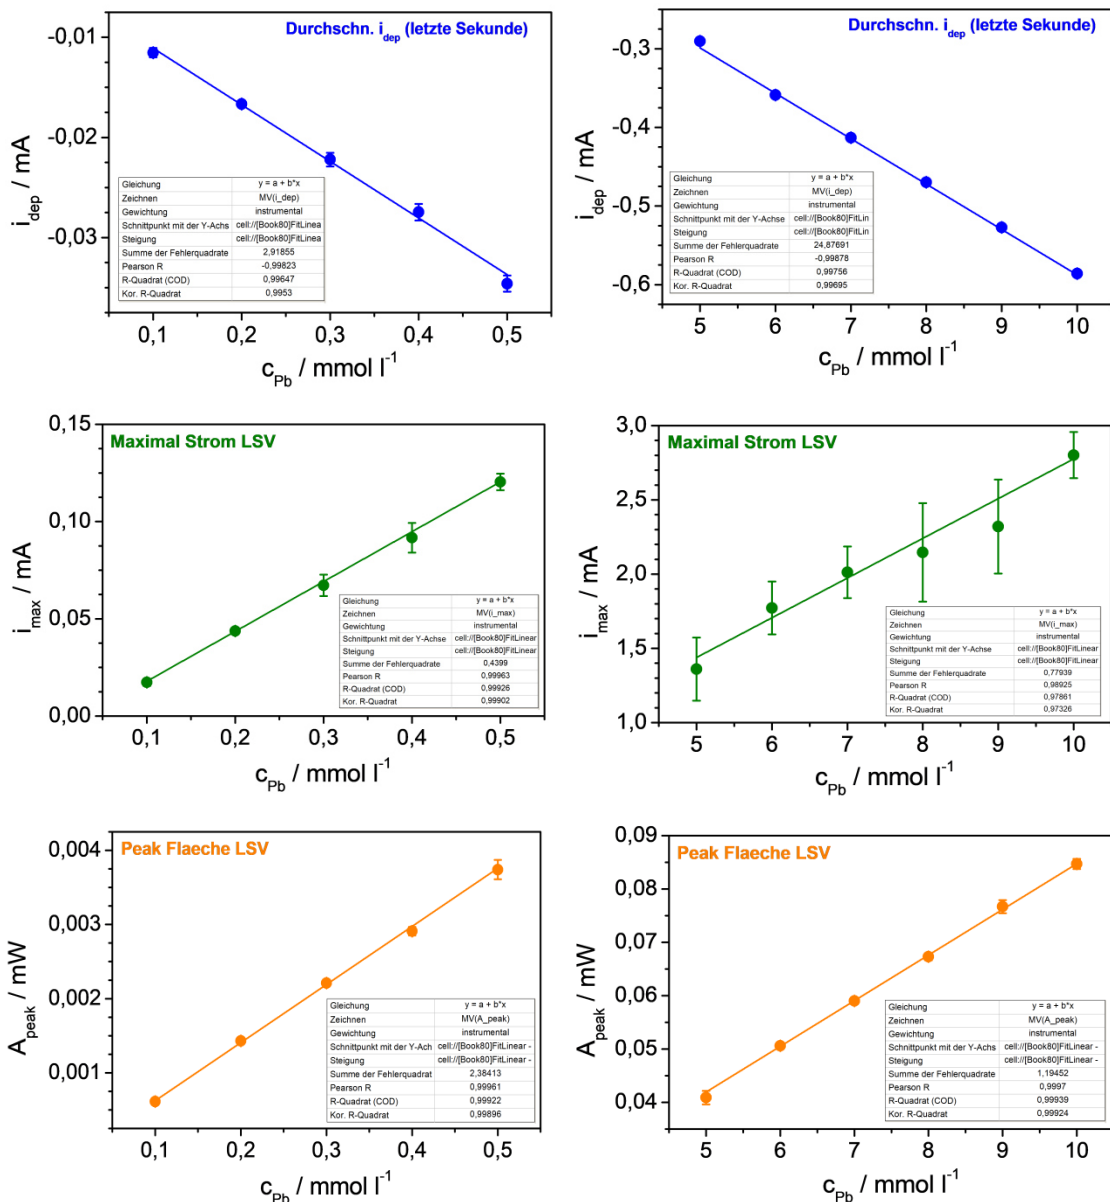 Durchschn. i_dep (letzte Sekunde)
-0,01
-0,02
-0,03
i_dep / mA
Gleichung y = a + b*x
Zeichnen MV(i_dep)
Gewichtung instrumental
Schnittpunkt mit der Y-Achs cell://[Book80]FitLinea
Steigung cell://[Book80]FitLinea
Summe der Fehlerquadrate 2,91855
Pearson R -0,99823
R-Quadrat (COD) 0,99647
Kor. R-Quadrat 0,9953
0,1 0,2 0,3 0,4 0,5
c_Pb / mmol l⁻¹
Durchschn. i_dep (letzte Sekunde)
-0,3
-0,4
-0,5
-0,6
i_dep / mA
Gleichung y = a + b*x
Zeichnen MV(i_dep)
Gewichtung instrumental
Schnittpunkt mit der Y-Achse cell://[Book80]FitLin
Steigung cell://[Book80]FitLin
Summe der Fehlerquadrate 24,87691
Pearson R -0,99878
R-Quadrat (COD) 0,99756
Kor. R-Quadrat 0,99695
5 6 7 8 9 10
c_Pb / mmol l⁻¹
Maximal Strom LSV
0,15
0,10
0,05
0,00
i_max / mA
Gleichung y = a + b*x
Zeichnen MV(i_max)
Gewichtung instrumental
Schnittpunkt mit der Y-Achse cell://[Book80]FitLinear
Steigung cell://[Book80]FitLinear
Summe der Fehlerquadrate 0,4399
Pearson R 0,99963
R-Quadrat (COD) 0,99926
Kor. R-Quadrat 0,99902
0,1 0,2 0,3 0,4 0,5
c_Pb / mmol l⁻¹
Maximal Strom LSV
3,0
2,5
2,0
1,5
1,0
i_max / mA
Gleichung y = a + b*x
Zeichnen MV(i_max)
Gewichtung instrumental
Schnittpunkt mit der Y-Achse cell://[Book80]FitLinear
Steigung cell://[Book80]FitLinear
Summe der Fehlerquadrate 0,77939
Pearson R 0,98925
R-Quadrat (COD) 0,97861
Kor. R-Quadrat 0,97326
5 6 7 8 9 10
c_Pb / mmol l⁻¹
Peak Flaeche LSV
0,004
0,003
0,002
0,001
A_peak / mW
Gleichung y = a + b*x
Zeichnen MV(A_peak)
Gewichtung instrumental
Schnittpunkt mit der Y-Ach cell://[Book80]FitLinear -
Steigung cell://[Book80]FitLinear -
Summe der Fehlerquadrat 2,38413
Pearson R 0,99961
R-Quadrat (COD) 0,99922
Kor. R-Quadrat 0,99896
0,1 0,2 0,3 0,4 0,5
c_Pb / mmol l⁻¹
Peak Flaeche LSV
0,09
0,08
0,07
0,06
0,05
0,04
A_peak / mW
Gleichung y = a + b*x
Zeichnen MV(A_peak)
Gewichtung instrumental
Schnittpunkt mit der Y-Achs cell://[Book80]FitLinear -
Steigung cell://[Book80]FitLinear -
Summe der Fehlerquadrate 1,19452
Pearson R 0,9997
R-Quadrat (COD) 0,99939
Kor. R-Quadrat 0,99924
5 6 7 8 9 10
c_Pb / mmol l⁻¹